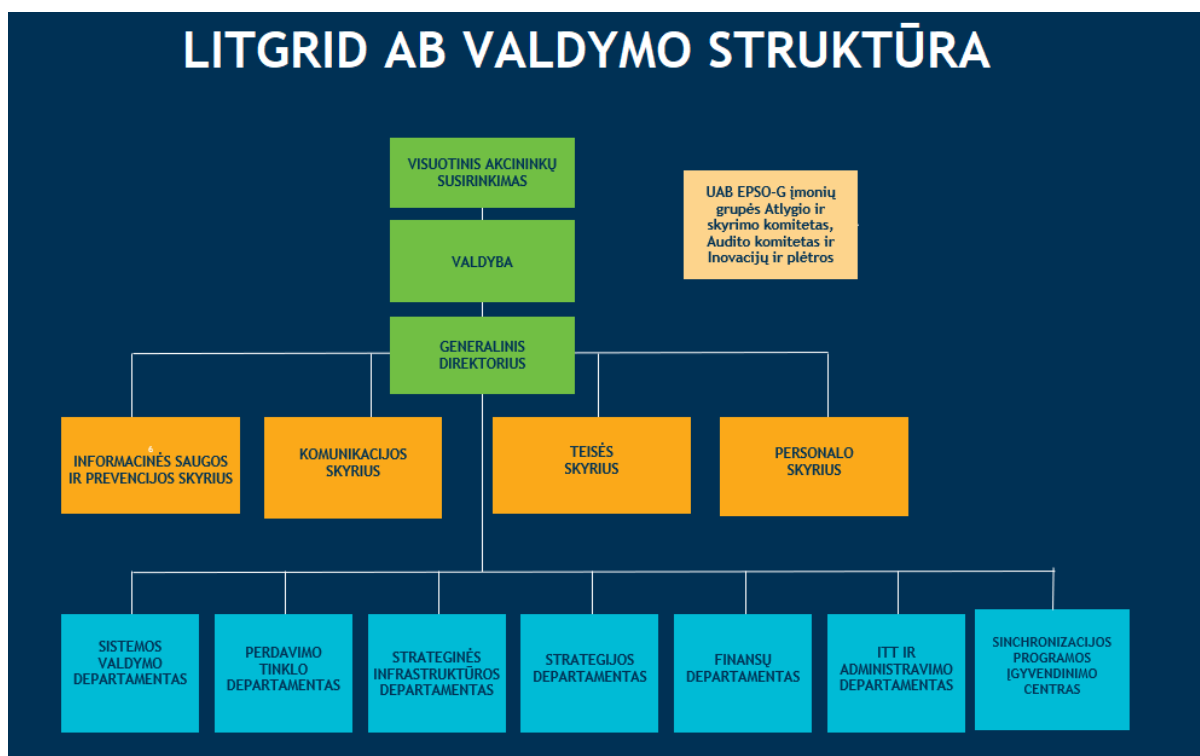 LITGRID AB VALDYMO STRUKTŪRA
VISUOTINIS AKCININKŲ
SUSIRINKIMAS
UAB EPSO-G įmonių
grupės Atlygio ir
skyrimo komitetas,
Audito komitetas ir
Inovacijų ir plėtros
VALDYBA
GENERALINIS
DIREKTORIUS
6
INFORMACINĖS SAUGOS
IR PREVENCIJOS SKYRIUS
KOMUNIKACIJOS
SKYRIUS
TEISĖS
SKYRIUS
PERSONALO
SKYRIUS
SISTEMOS
VALDYMO
DEPARTAMENTAS
PERDAVIMO
TINKLO
DEPARTAMENTAS
STRATEGINĖS
INFRASTRUKTŪROS
DEPARTAMENTAS
STRATEGIJOS
DEPARTAMENTAS
FINANSŲ
DEPARTAMENTAS
ITT IR
ADMINISTRAVIMO
DEPARTAMENTAS
SINCHRONIZACIJOS
PROGRAMOS
ĮGYVENDINIMO
CENTRAS